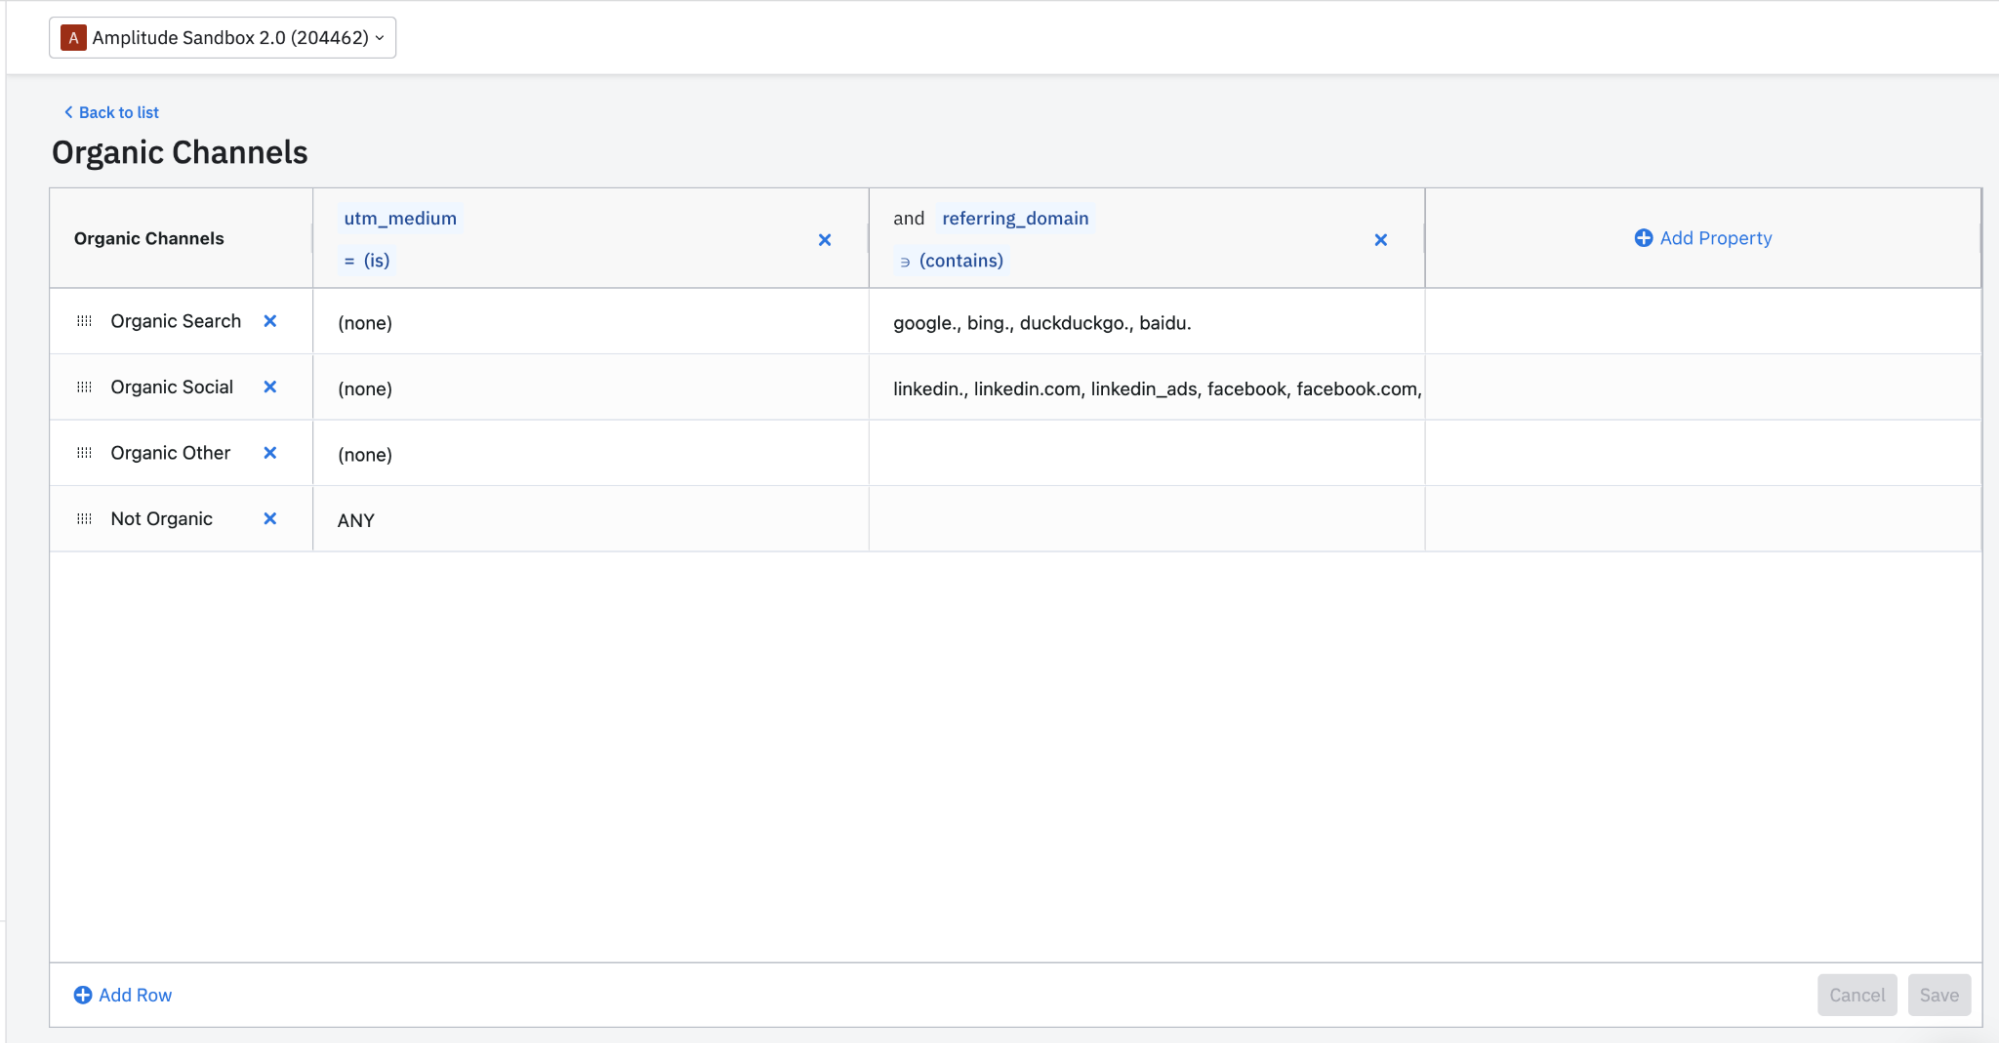 A Amplitude Sandbox 2.0 (204462)
Back to list
Organic Channels
Organic Channels
utm_medium
= (is)
and referring_domain
∋ (contains)
Add Property
Organic Search (none) google., bing., duckduckgo., baidu.
Organic Social (none) linkedin., linkedin.com, linkedin_ads, facebook, facebook.com,
Organic Other (none)
Not Organic ANY
Add Row
Cancel Save